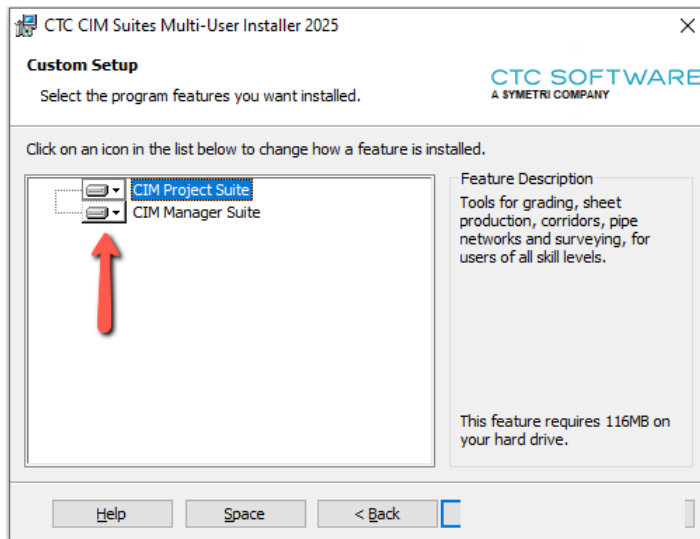 CTC CIM Suites Multi-User Installer 2025
Custom Setup
Select the program features you want installed.
CTC SOFTWARE
A SYMETRI COMPANY
Click on an icon in the list below to change how a feature is installed.
CIM Project Suite
CIM Manager Suite
Feature Description
Tools for grading, sheet
production, corridors, pipe
networks and surveying, for
users of all skill levels.
This feature requires 116MB on
your hard drive.
Help
Space
< Back